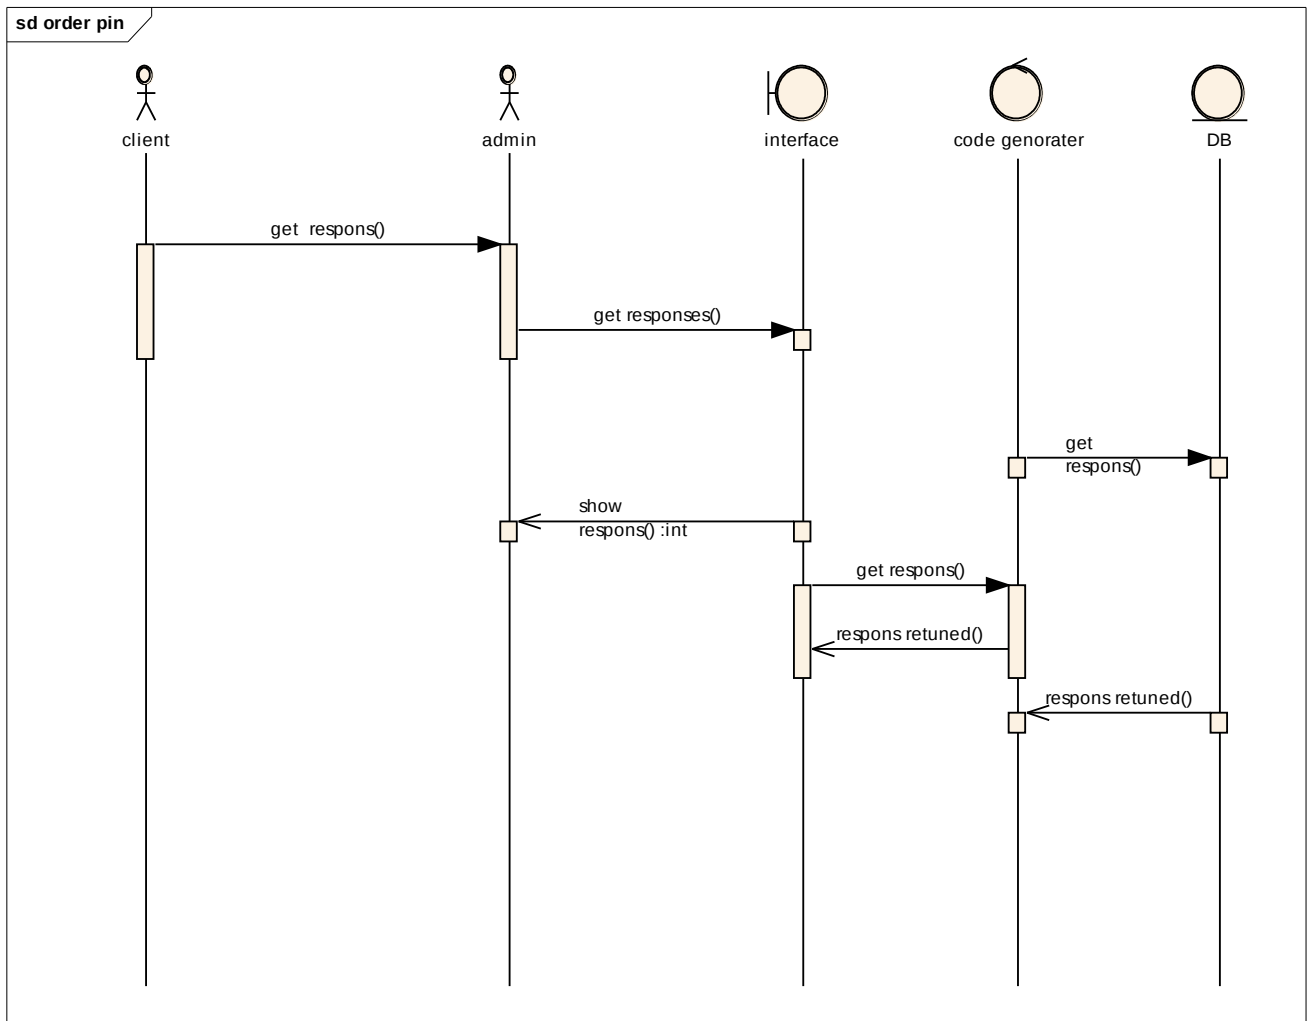 sd order pin
client
admin
interface
code genorater
DB
get respons()
get responses()
get
respons()
show
respons() :int
get respons()
respons retuned()
respons retuned()